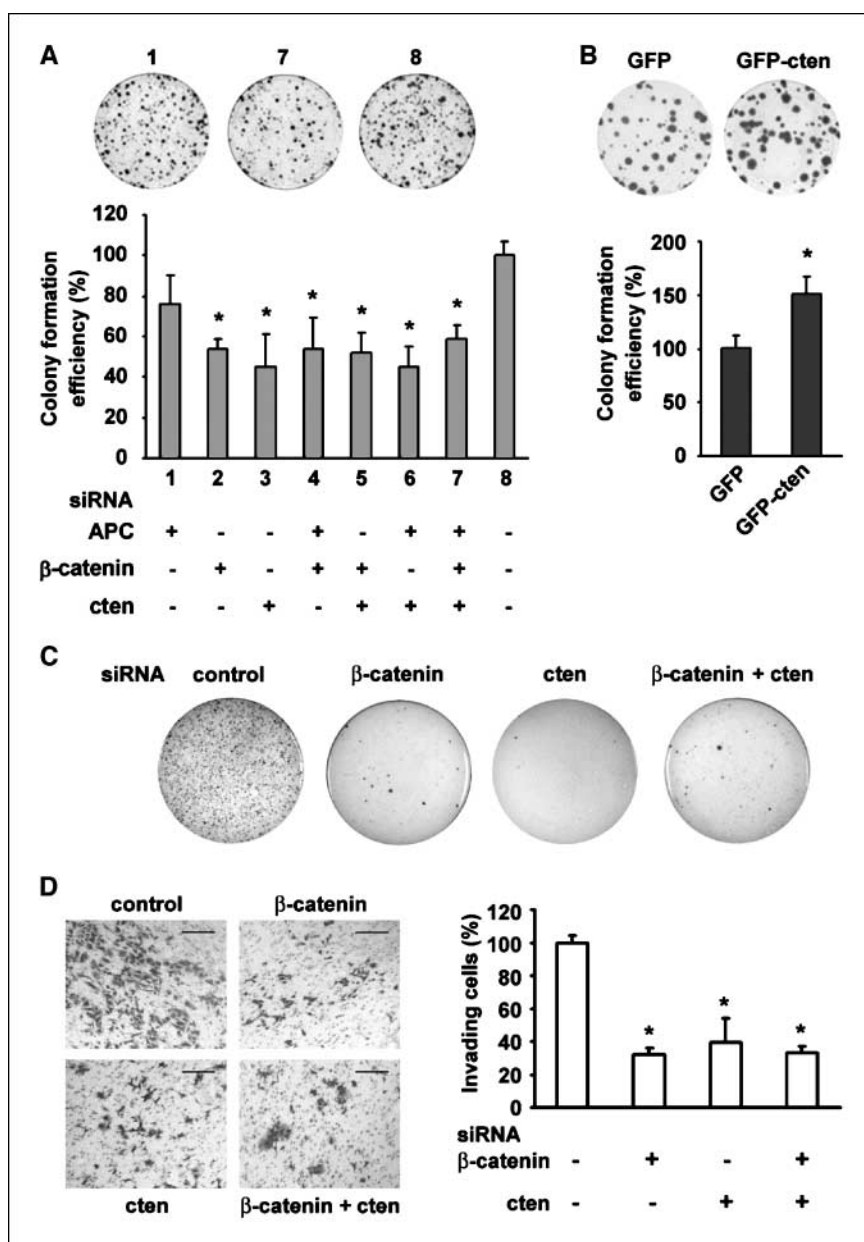 A
1 7 8
Colony formation
efficiency (%)
120
100
80
60
40
20
0
* * * * * *
1 2 3 4 5 6 7 8
siRNA
APC + - - + - + + -
β-catenin - + - + + - + -
cten - - + - + + + -
B
GFP GFP-cten
Colony formation
efficiency (%)
200
150
100
50
0
*
GFP
GFP-cten
C
siRNA control β-catenin cten β-catenin + cten
D
control β-catenin
cten β-catenin + cten
Invading cells (%)
120
100
80
60
40
20
0
* * *
siRNA
β-catenin - + - +
cten - - + +